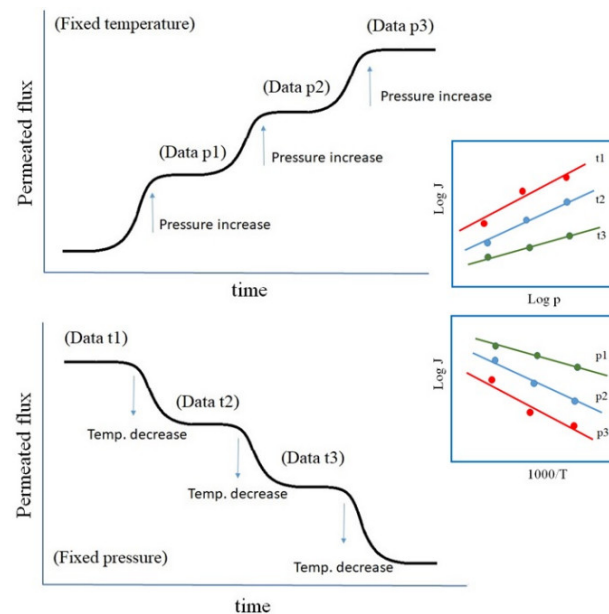 (Fixed temperature)
(Data p3)
(Data p2)
Pressure increase
(Data p1)
Pressure increase
Pressure increase
Permeated flux
time
t1
t2
t3
Log J
Log p
(Data t1)
(Data t2)
Temp. decrease
(Data t3)
Temp. decrease
Temp. decrease
(Fixed pressure)
Permeated flux
time
p1
p2
p3
Log J
1000/T